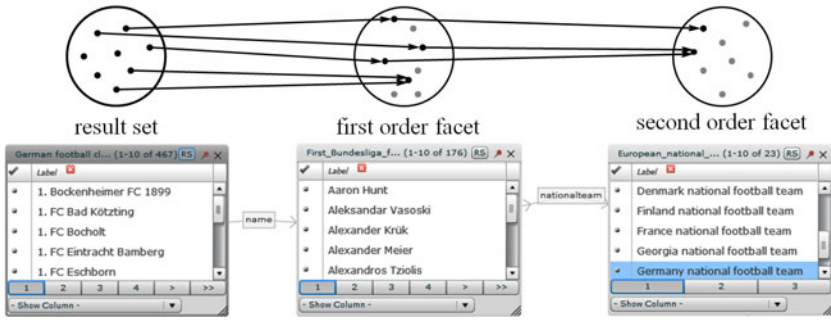 result set
first order facet
second order facet
German football cl... (1-10 of 467) RS
Label
1. Bockenheimer FC 1899
1. FC Bad Kötzting
1. FC Bocholt
1. FC Eintracht Bamberg
1. FC Eschborn
1 2 3 4 > >>
- Show Column -
name
First_Bundesliga_f... (1-10 of 176) RS
Label
Aaron Hunt
Aleksandar Vasoski
Alexander Krük
Alexander Meier
Alexandros Tziolis
1 2 3 4 > >>
- Show Column -
nationalteam
European_national_... (1-10 of 23) RS
Label
Denmark national football team
Finland national football team
France national football team
Georgia national football team
Germany national football team
1 2 3
- Show Column -